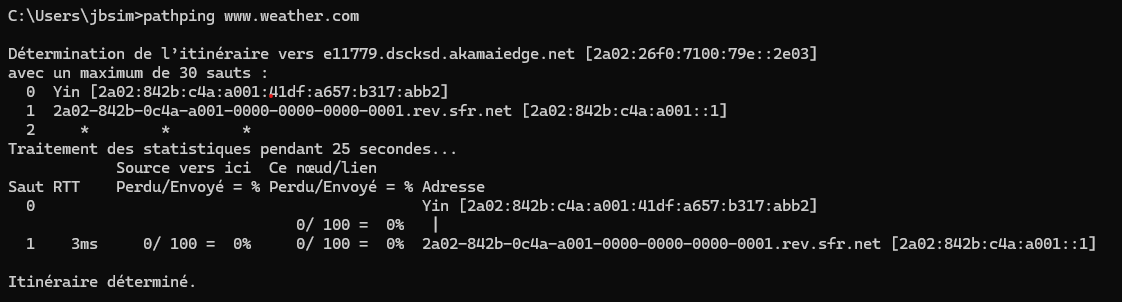 C:\Users\jbsim>pathping www.weather.com
Détermination de l’itinéraire vers e11779.dscksd.akamaiedge.net [2a02:26f0:7100:79e::2e03]
avec un maximum de 30 sauts :
0 Yin [2a02:842b:c4a:a001:41df:a657:b317:abb2]
1 2a02-842b-0c4a-a001-0000-0000-0000-0001.rev.sfr.net [2a02:842b:c4a:a001::1]
2 * * *
Traitement des statistiques pendant 25 secondes...
Source vers ici Ce nœud/lien
Saut RTT Perdu/Envoyé = % Perdu/Envoyé = % Adresse
0 Yin [2a02:842b:c4a:a001:41df:a657:b317:abb2]
0/ 100 = 0% |
1 3ms 0/ 100 = 0% 0/ 100 = 0% 2a02-842b-0c4a-a001-0000-0000-0000-0001.rev.sfr.net [2a02:842b:c4a:a001::1]
Itinéraire déterminé.